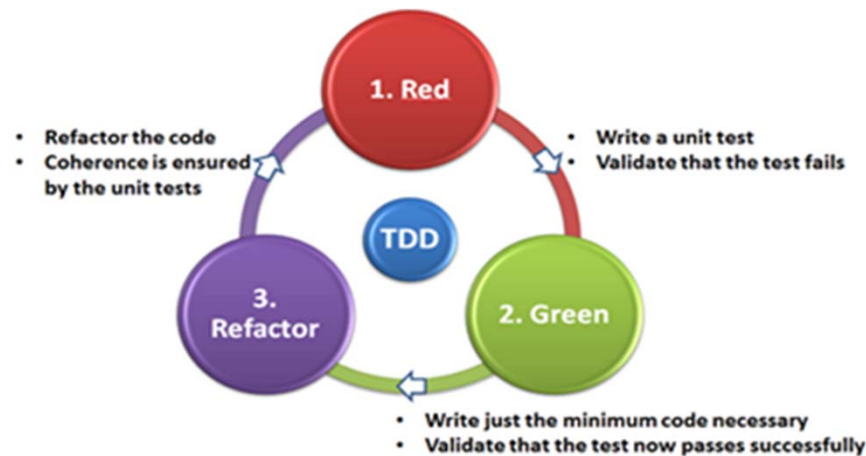 1. Red
• Refactor the code
• Coherence is ensured
by the unit tests
• Write a unit test
• Validate that the test fails
TDD
3.
Refactor
2. Green
• Write just the minimum code necessary
• Validate that the test now passes successfully